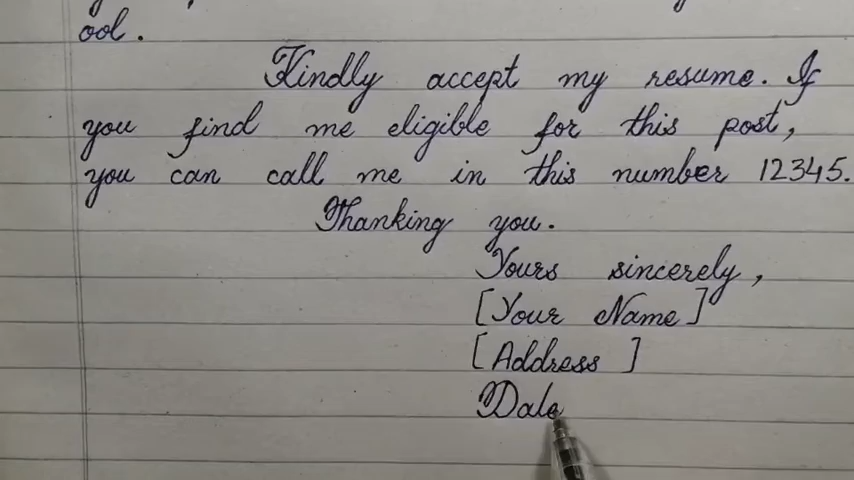 ool.
Kindly accept my resume. If
you find me eligible for this post,
you can call me in this number 12345.
Thanking you.
Yours sincerely,
[Your Name]
[Address ]
Date